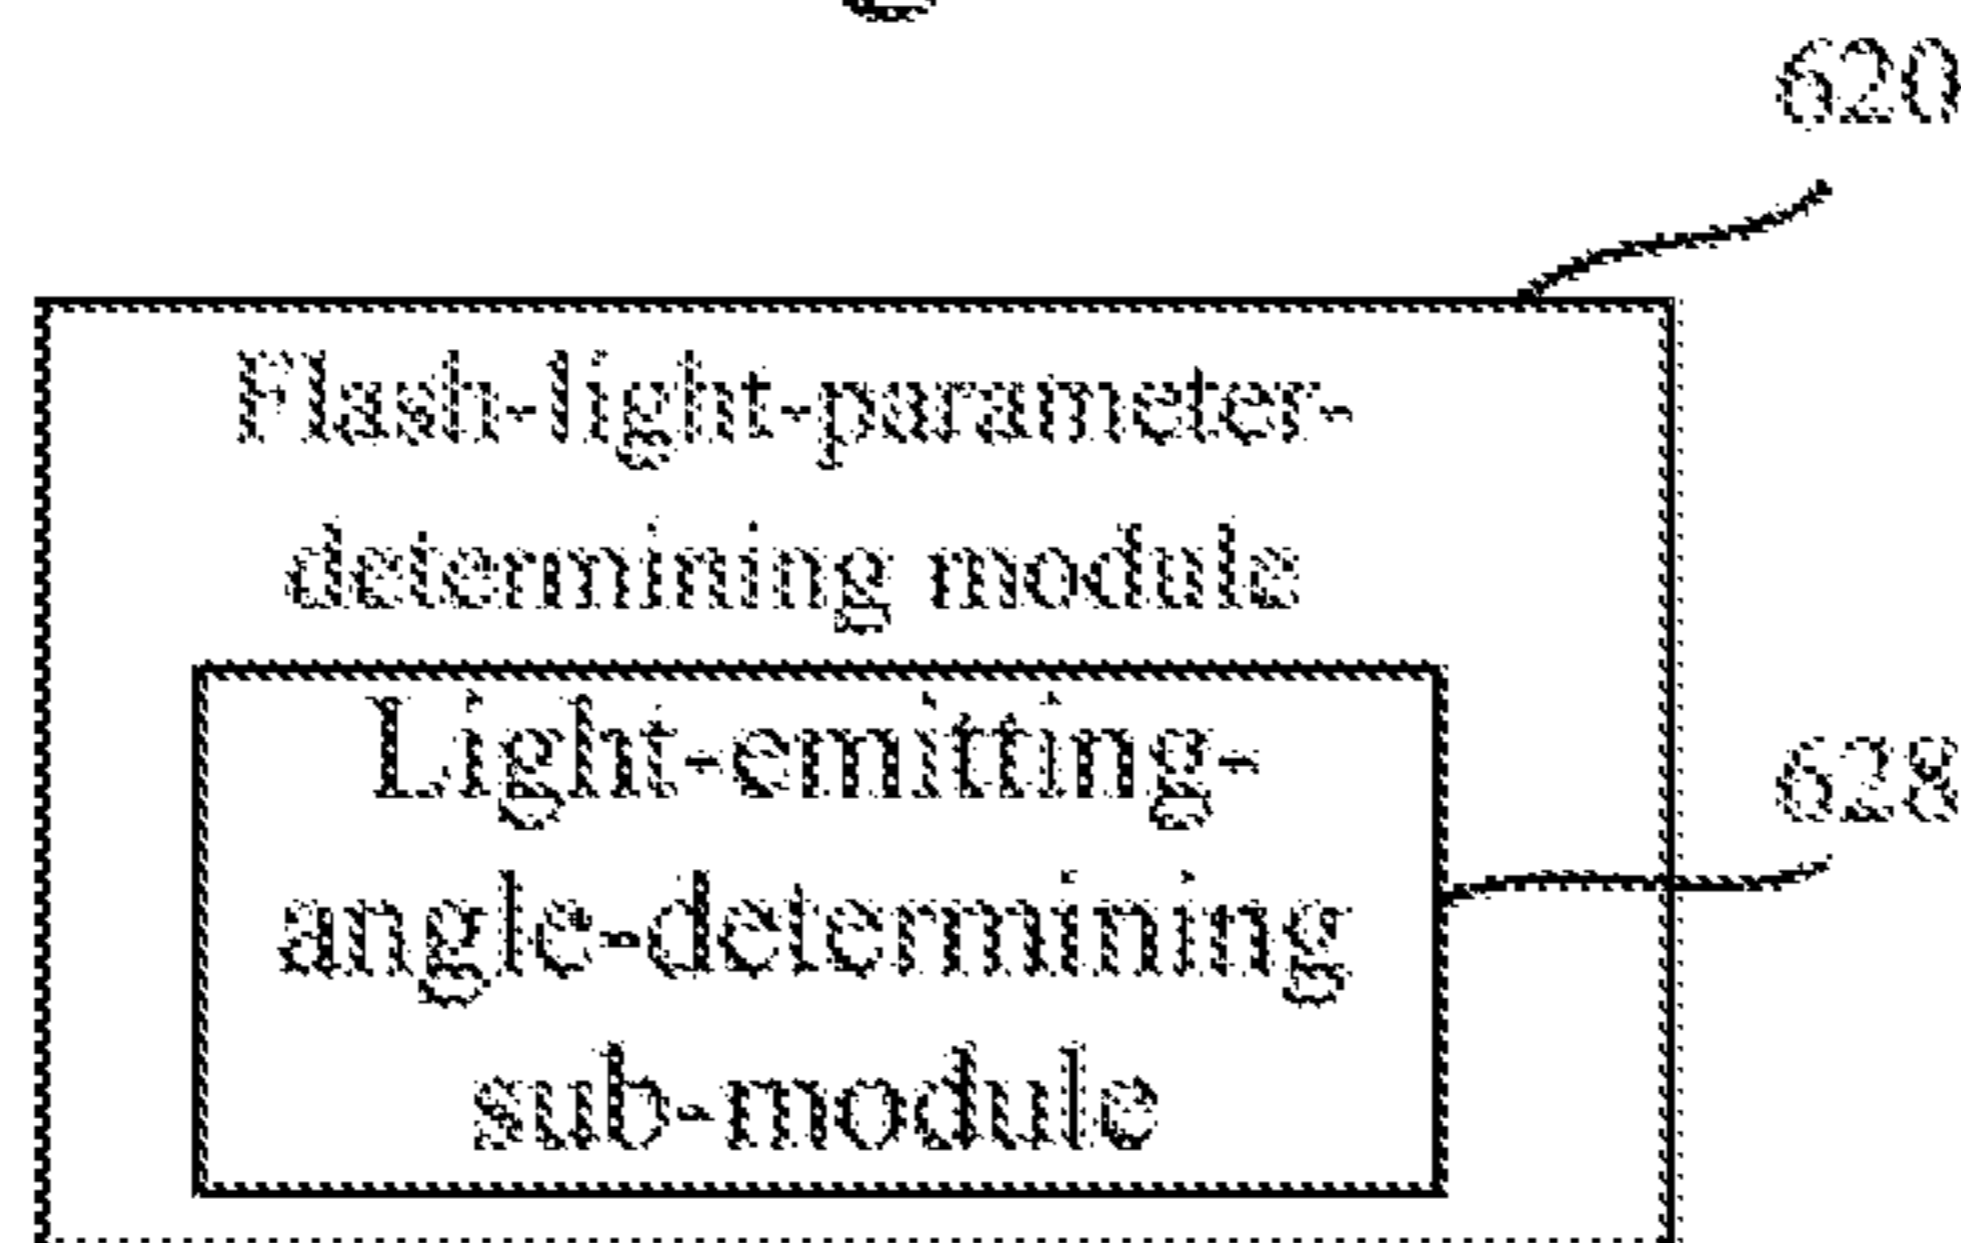 620
Flash-light-parameter-
determining module
Light-emitting-
angle-determining
sub-module
628